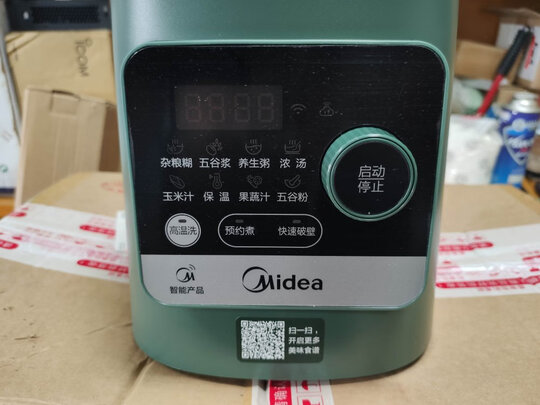 杂粮糊 五谷浆 养生粥 浓汤
玉米汁 保温 果蔬汁 五谷粉
启动
停止
高温洗 预约煮 快速破壁
智能产品
Midea
扫一扫，
开启更多
美味食谱